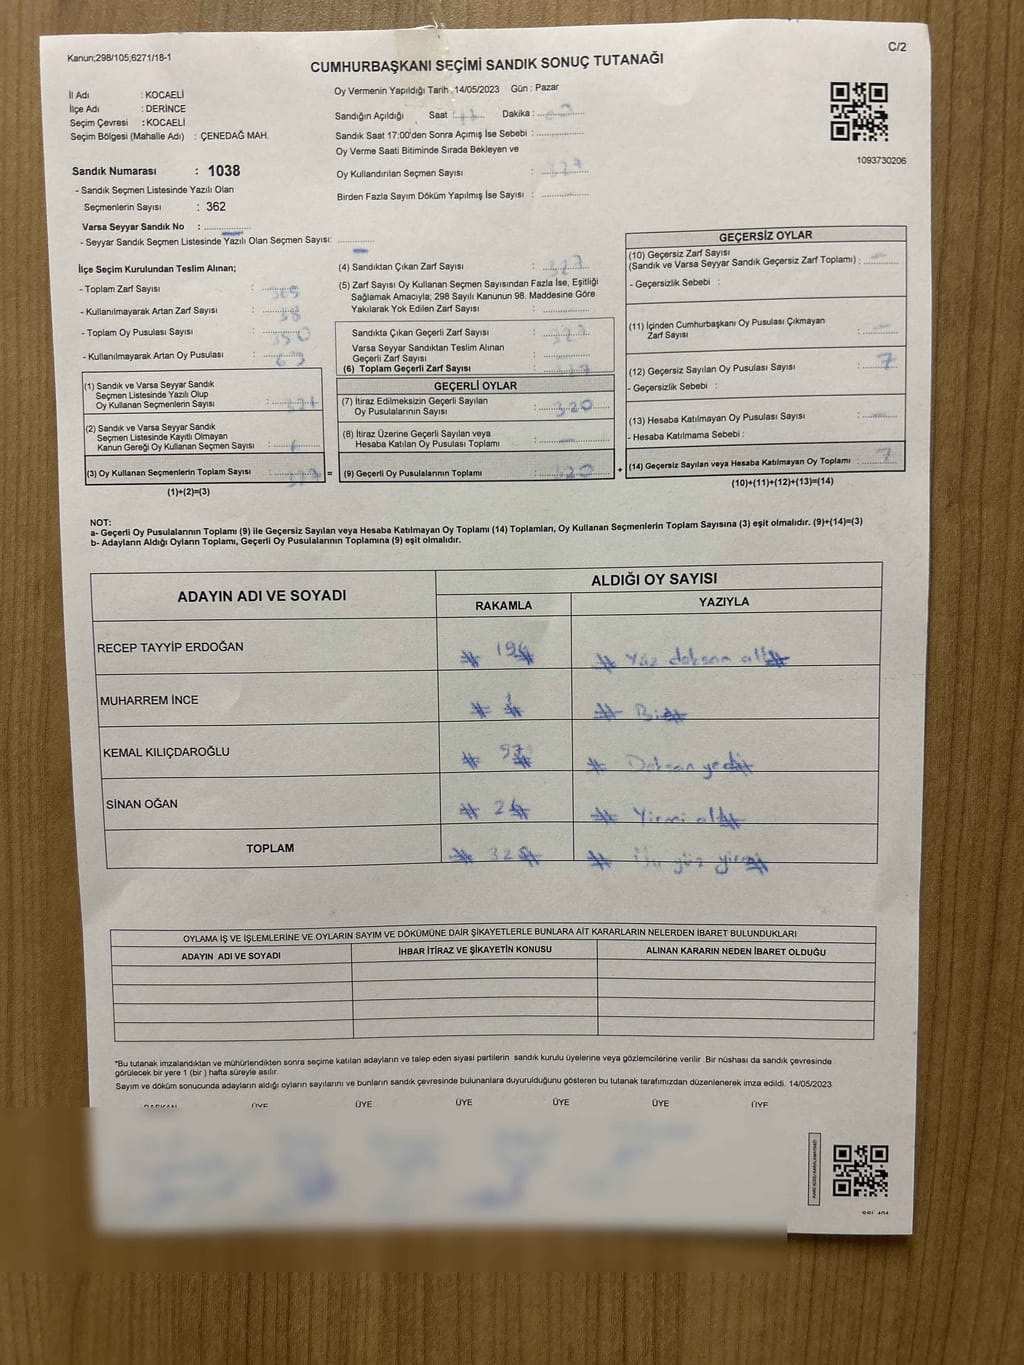 Kanun;298/105;6271/18-1
C/2
CUMHURBAŞKANI SEÇİMİ SANDIK SONUÇ TUTANAĞI
İl Adı : KOCAELİ
İlçe Adı : DERİNCE
Seçim Çevresi : KOCAELİ
Seçim Bölgesi (Mahalle Adı) : ÇENEDAĞ MAH.
Sandık Numarası : 1038
- Sandık Seçmen Listesinde Yazılı Olan
Seçmenlerin Sayısı : 362
Varsa Seyyar Sandık No :
- Seyyar Sandık Seçmen Listesinde Yazılı Olan Seçmen Sayısı:
Oy Vermenin Yapıldığı Tarih :14/05/2023 Gün : Pazar
Sandığın Açıldığı Saat : Dakika :
Sandık Saat 17:00'den Sonra Açımış İse Sebebi :
Oy Verme Saati Bitiminde Sırada Bekleyen ve
Oy Kullandırılan Seçmen Sayısı : 327
Birden Fazla Sayım Döküm Yapılmış İse Sayısı :
1093730206
İlçe Seçim Kurulundan Teslim Alınan;
- Toplam Zarf Sayısı : 365
- Kullanılmayarak Artan Zarf Sayısı : 38
- Toplam Oy Pusulası Sayısı :
- Kullanılmayarak Artan Oy Pusulası : 63
(1) Sandık ve Varsa Seyyar Sandık
Seçmen Listesinde Yazılı Olup
Oy Kullanan Seçmenlerin Sayısı :
(2) Sandık ve Varsa Seyyar Sandık
Seçmen Listesinde Kayıtlı Olmayan
Kanun Gereği Oy Kullanan Seçmen Sayısı :
(3) Oy Kullanan Seçmenlerin Toplam Sayısı : 327 =
(1)+(2)=(3)
(4) Sandıktan Çıkan Zarf Sayısı : 327
(5) Zarf Sayısı Oy Kullanan Seçmen Sayısından Fazla İse, Eşitliği
Sağlamak Amacıyla; 298 Sayılı Kanunun 98. Maddesine Göre
Yakılarak Yok Edilen Zarf Sayısı :
Sandıkta Çıkan Geçerli Zarf Sayısı : 327
Varsa Seyyar Sandıktan Teslim Alınan
Geçerli Zarf Sayısı :
(6) Toplam Geçerli Zarf Sayısı : 327
GEÇERLİ OYLAR
(7) İtiraz Edilmeksizin Geçerli Sayılan
Oy Pusulalarının Sayısı : 320
(8) İtiraz Üzerine Geçerli Sayılan veya
Hesaba Katılan Oy Pusulası Toplamı :
(9) Geçerli Oy Pusulalarının Toplamı : 320 +
GEÇERSİZ OYLAR
(10) Geçersiz Zarf Sayısı
(Sandık ve Varsa Seyyar Sandık Geçersiz Zarf Toplamı) : -
- Geçersizlik Sebebi :
(11) İçinden Cumhurbaşkanı Oy Pusulası Çıkmayan
Zarf Sayısı : -
(12) Geçersiz Sayılan Oy Pusulası Sayısı : 7
- Geçersizlik Sebebi :
(13) Hesaba Katılmayan Oy Pusulası Sayısı : -
- Hesaba Katılmama Sebebi :
(14) Geçersiz Sayılan veya Hesaba Katılmayan Oy Toplamı : 7
(10)+(11)+(12)+(13)=(14)
NOT:
a- Geçerli Oy Pusulalarının Toplamı (9) ile Geçersiz Sayılan veya Hesaba Katılmayan Oy Toplamı (14) Toplamları, Oy Kullanan Seçmenlerin Toplam Sayısına (3) eşit olmalıdır. (9)+(14)=(3)
b- Adayların Aldığı Oyların Toplamı, Geçerli Oy Pusulalarının Toplamına (9) eşit olmalıdır.
ADAYIN ADI VE SOYADI
ALDIĞI OY SAYISI
RAKAMLA YAZIYLA
RECEP TAYYİP ERDOĞAN # 196 # # Yüz doksan altı #
MUHARREM İNCE # 1 # # Bir #
KEMAL KILIÇDAROĞLU # 97 # # Doksan yedi #
SİNAN OĞAN # 26 # # Yirmi altı #
TOPLAM # 320 # # üç yüz yirmi #
OYLAMA İŞ VE İŞLEMLERİNE VE OYLARIN SAYIM VE DÖKÜMÜNE DAİR ŞİKAYETLERLE BUNLARA AİT KARARLARIN NELERDEN İBARET BULUNDUKLARI
ADAYIN ADI VE SOYADI İHBAR İTİRAZ VE ŞİKAYETİN KONUSU ALINAN KARARIN NEDEN İBARET OLDUĞU
*Bu tutanak imzalandıktan ve mühürlendikten sonra seçime katılan adayların ve talep eden siyasi partilerin sandık kurulu üyelerine veya gözlemcilerine verilir .Bir nüshası da sandık çevresinde
görülecek bir yere 1 (bir ) hafta süreyle asılır.
Sayım ve döküm sonucunda adayların aldığı oyların sayılarını ve bunların sandık çevresinde bulunanlara duyurulduğunu gösteren bu tutanak tarafımızdan düzenlenerek imza edildi. 14/05/2023
BAŞKAN ÜYE ÜYE ÜYE ÜYE ÜYE ÜYE